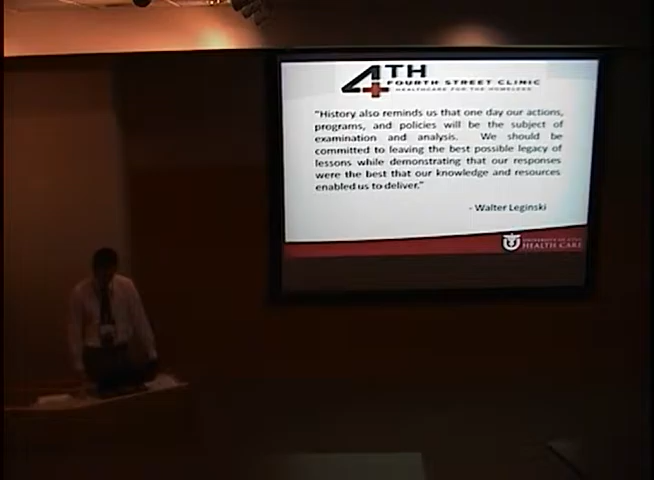 4TH
FOURTH STREET CLINIC
HEALTHCARE FOR THE HOMELESS
"History also reminds us that one day our actions,
programs, and policies will be the subject of
examination and analysis. We should be
committed to leaving the best possible legacy of
lessons while demonstrating that our responses
were the best that our knowledge and resources
enabled us to deliver."
- Walter Leginski
UNIVERSITY OF UTAH
HEALTH CARE